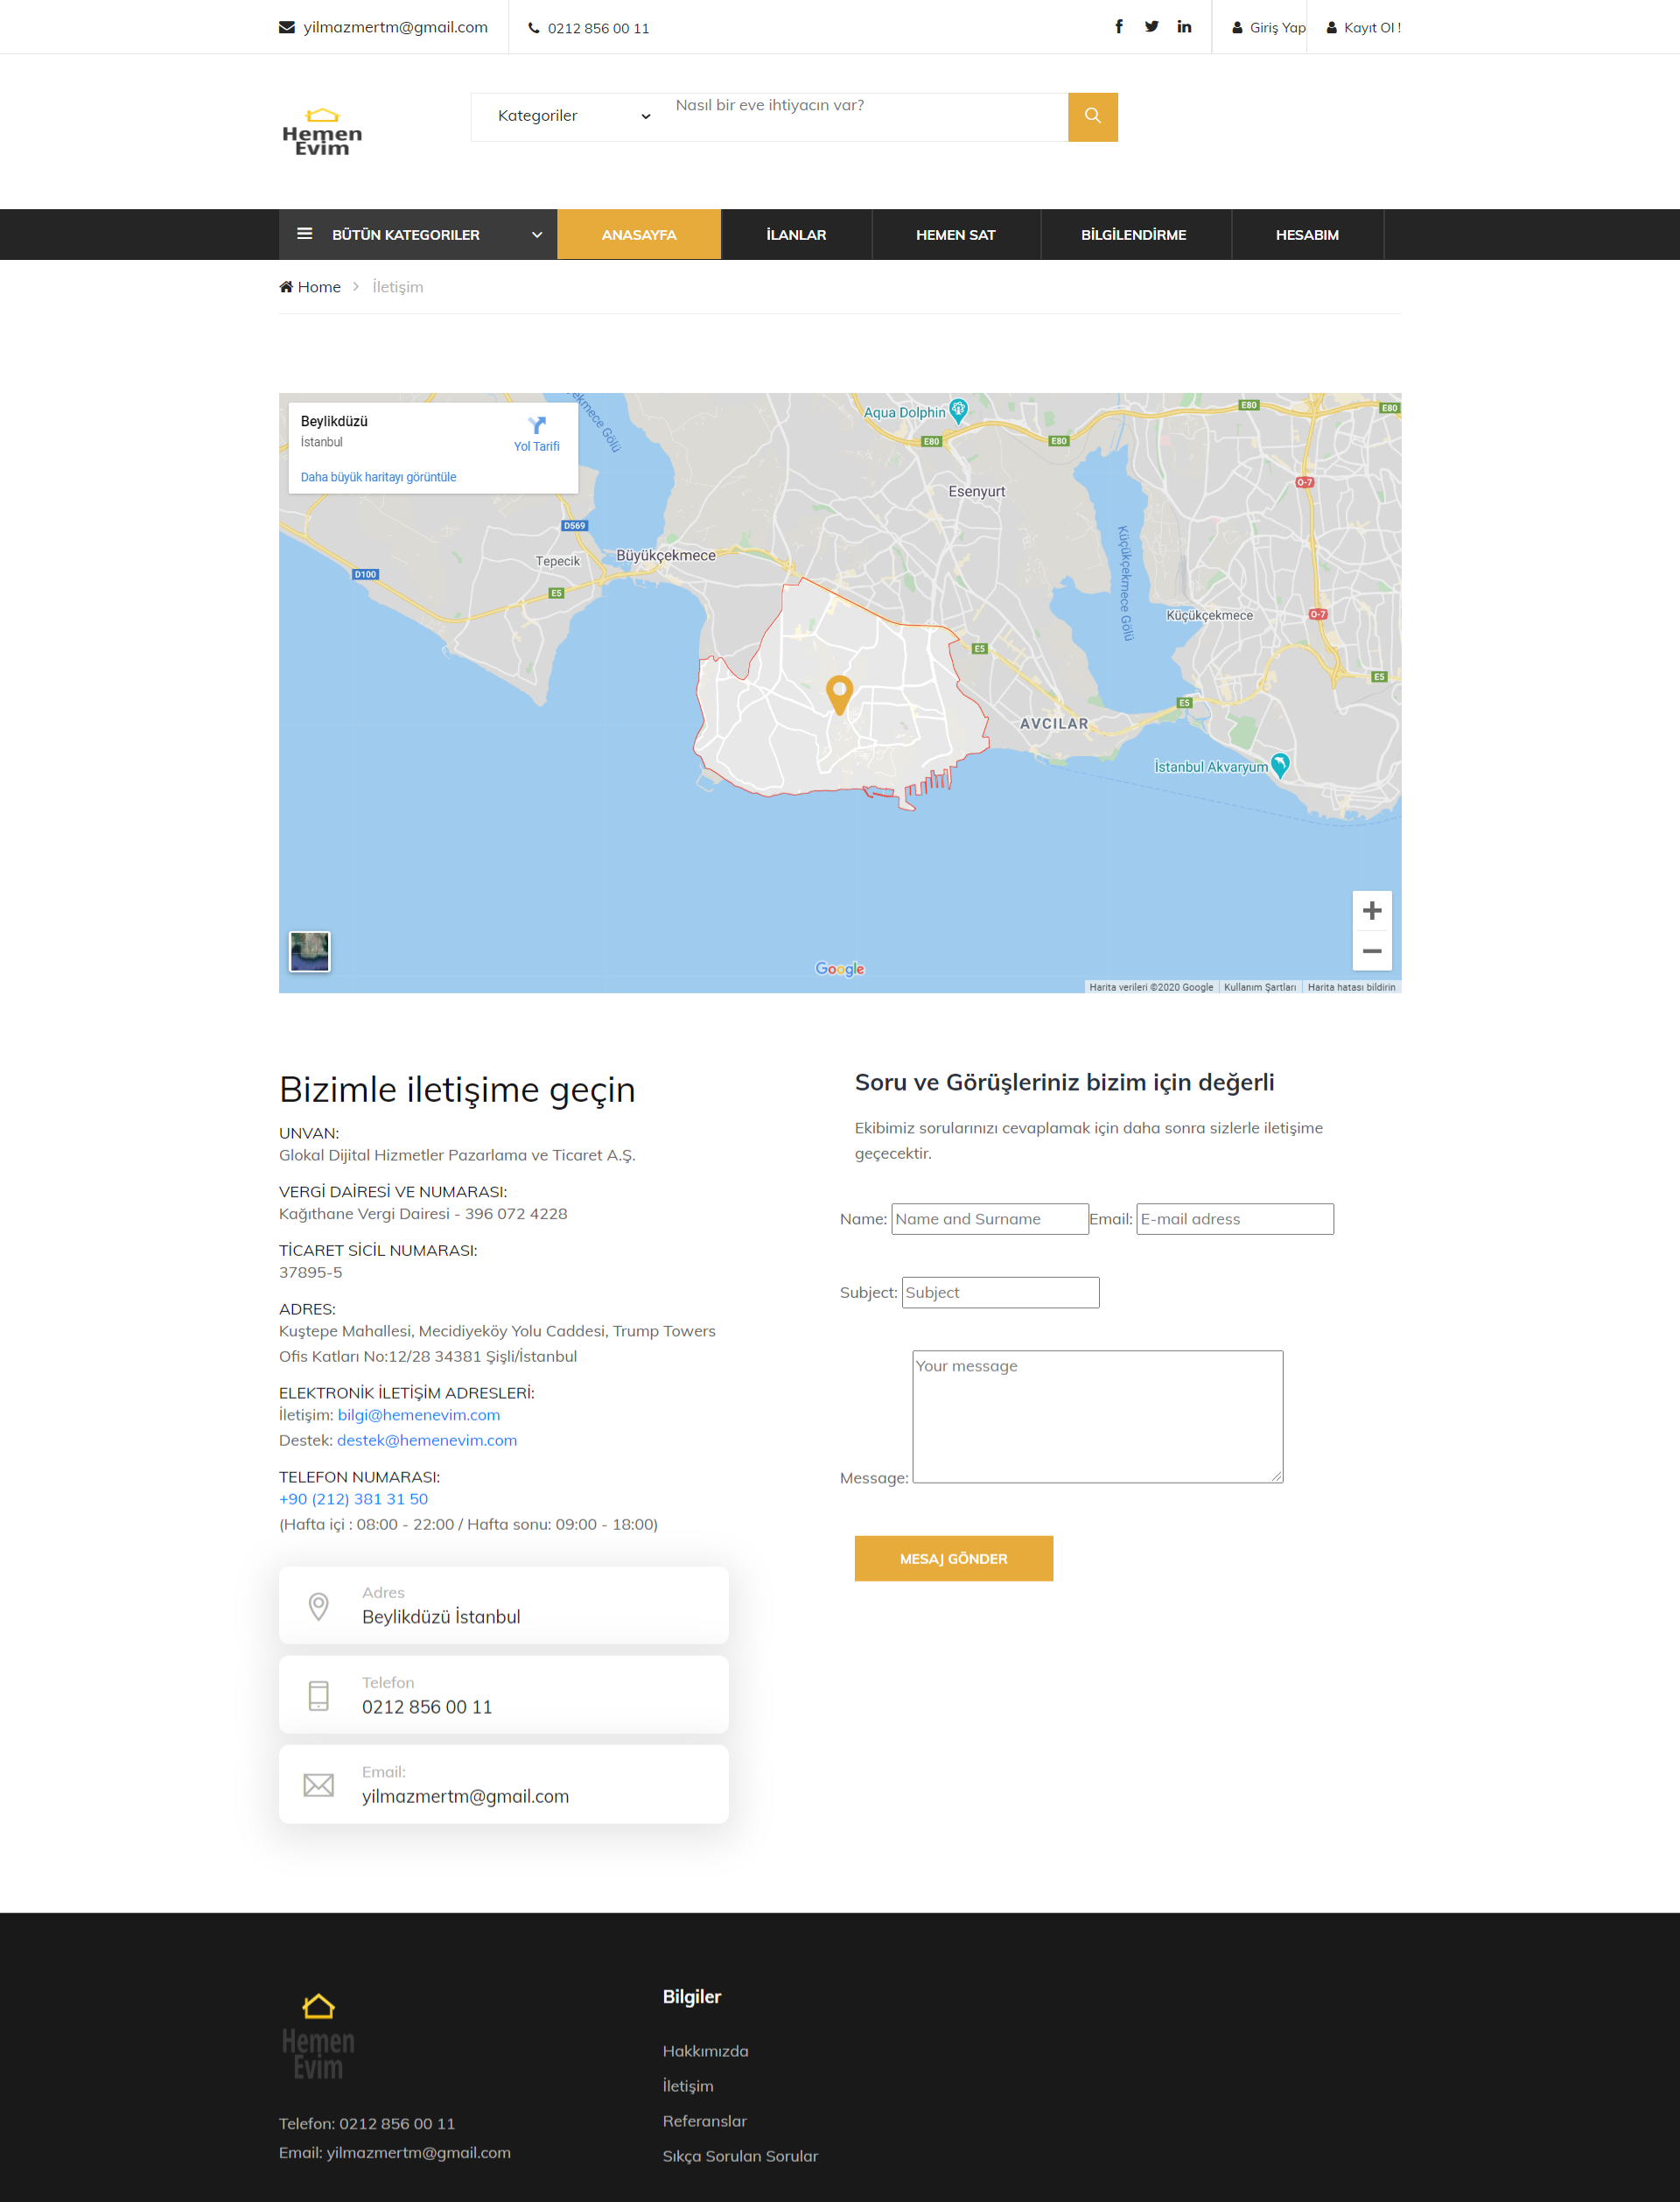 yilmazmertm@gmail.com
0212 856 00 11
Giriş Yap
Kayıt Ol !
Hemen
Evim
Kategoriler
Nasıl bir eve ihtiyacın var?
BÜTÜN KATEGORILER
ANASAYFA
İLANLAR
HEMEN SAT
BİLGİLENDİRME
HESABIM
Home
İletişim
Beylikdüzü
İstanbul
Yol Tarifi
Daha büyük haritayı görüntüle
ekmece Gölü
Aqua Dolphin
E80
E80
E80
E80
Esenyurt
O-7
D569
Büyükçekmece
Tepecik
D100
E5
Küçükçekmece Gölü
Küçükçekmece
O-7
E5
E5
E5
AVCILAR
İstanbul Akvaryum
Google
Harita verileri ©2020 Google
Kullanım Şartları
Harita hatası bildirin
Bizimle iletişime geçin
UNVAN:
Glokal Dijital Hizmetler Pazarlama ve Ticaret A.Ş.
VERGİ DAİRESİ VE NUMARASI:
Kağıthane Vergi Dairesi - 396 072 4228
TİCARET SİCİL NUMARASI:
37895-5
ADRES:
Kuştepe Mahallesi, Mecidiyeköy Yolu Caddesi, Trump Towers
Ofis Katları No:12/28 34381 Şişli/İstanbul
ELEKTRONİK İLETİŞİM ADRESLERİ:
İletişim: bilgi@hemenevim.com
Destek: destek@hemenevim.com
TELEFON NUMARASI:
+90 (212) 381 31 50
(Hafta içi : 08:00 - 22:00 / Hafta sonu: 09:00 - 18:00)
Adres
Beylikdüzü İstanbul
Telefon
0212 856 00 11
Email:
yilmazmertm@gmail.com
Soru ve Görüşleriniz bizim için değerli
Ekibimiz sorularınızı cevaplamak için daha sonra sizlerle iletişime
geçecektir.
Name: Name and Surname
Email: E-mail adress
Subject: Subject
Your message
Message:
MESAJ GÖNDER
Hemen
Evim
Telefon: 0212 856 00 11
Email: yilmazmertm@gmail.com
Bilgiler
Hakkımızda
İletişim
Referanslar
Sıkça Sorulan Sorular